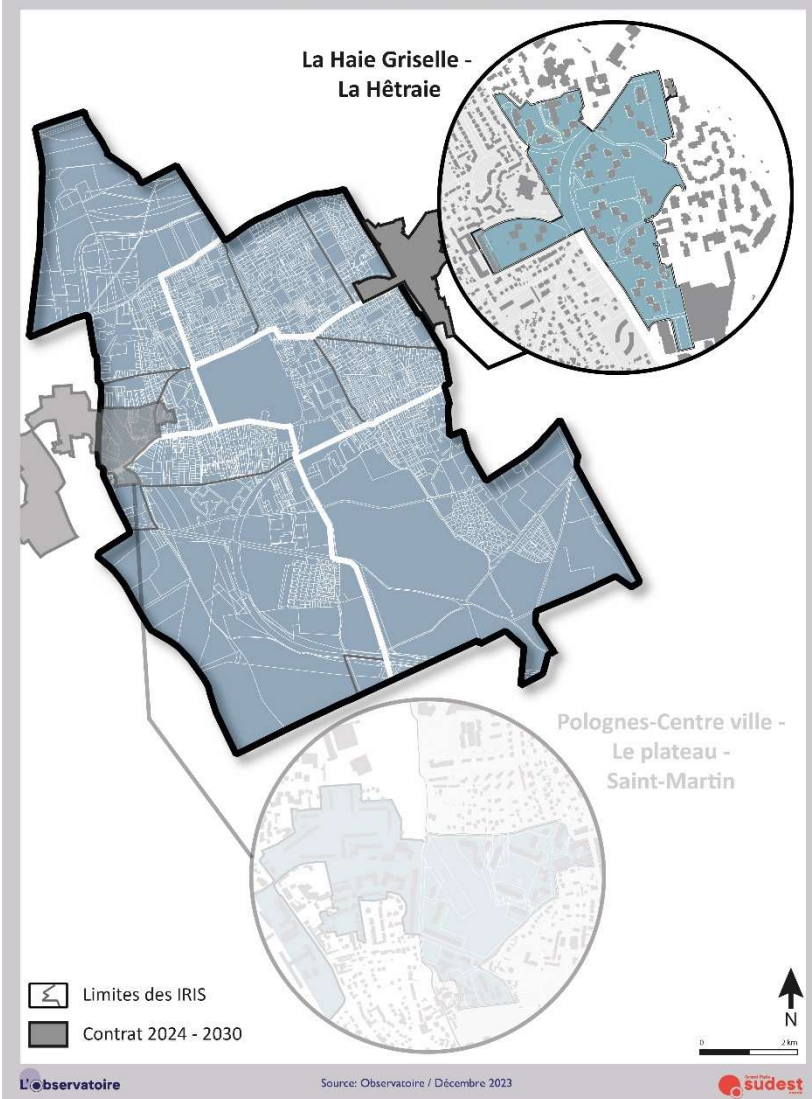 La Haie Griselle -
La Hêtraie
Polognes-Centre ville -
Le plateau -
Saint-Martin
Limites des IRIS
Contrat 2024 - 2030
N
0 2 km
L'Observatoire
Source: Observatoire / Décembre 2023
sudest